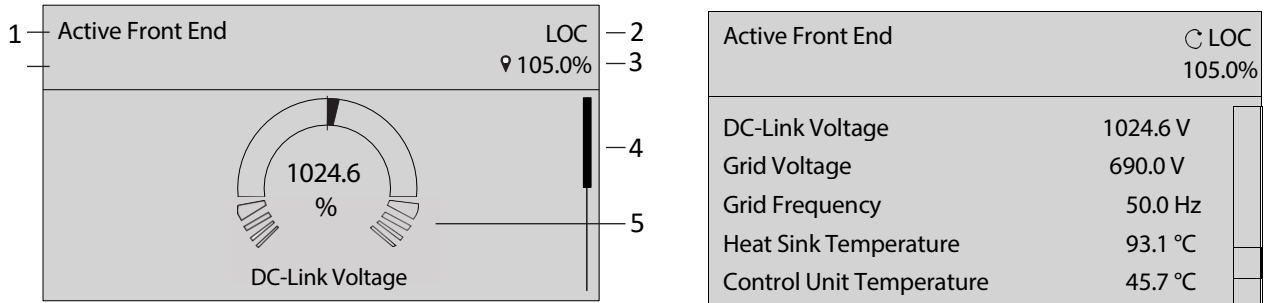 1
Active Front End
LOC
2
105.0%
3
1024.6
%
4
5
DC-Link Voltage
Active Front End
LOC
105.0%
DC-Link Voltage 1024.6 V
Grid Voltage 690.0 V
Grid Frequency 50.0 Hz
Heat Sink Temperature 93.1 °C
Control Unit Temperature 45.7 °C